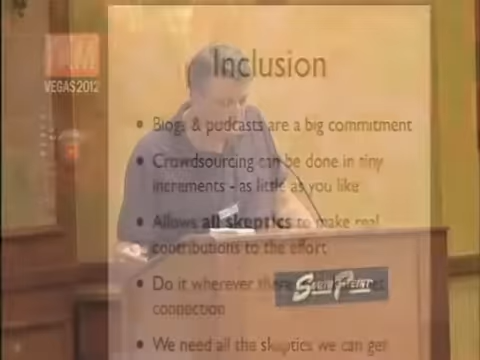 VEGAS2012
Inclusion
• Blogs & podcasts are a big commitment
• Crowdsourcing can be done in tiny
increments - as little as you like
• Allows all skeptics to make real
contributions to the effort
• Do it wherever
South Point
connection
• We need all the skeptics we can get